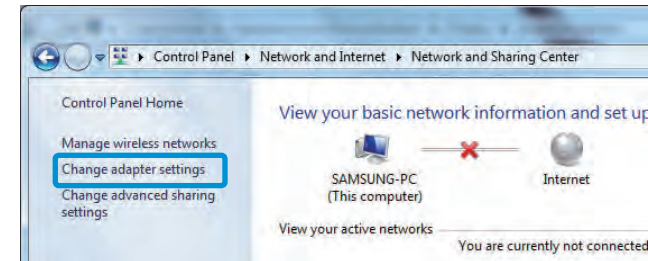 Control Panel ▸ Network and Internet ▸ Network and Sharing Center
Control Panel Home
Manage wireless networks
Change adapter settings
Change advanced sharing
settings
View your basic network information and set up
SAMSUNG-PC
(This computer)
Internet
View your active networks
You are currently not connected